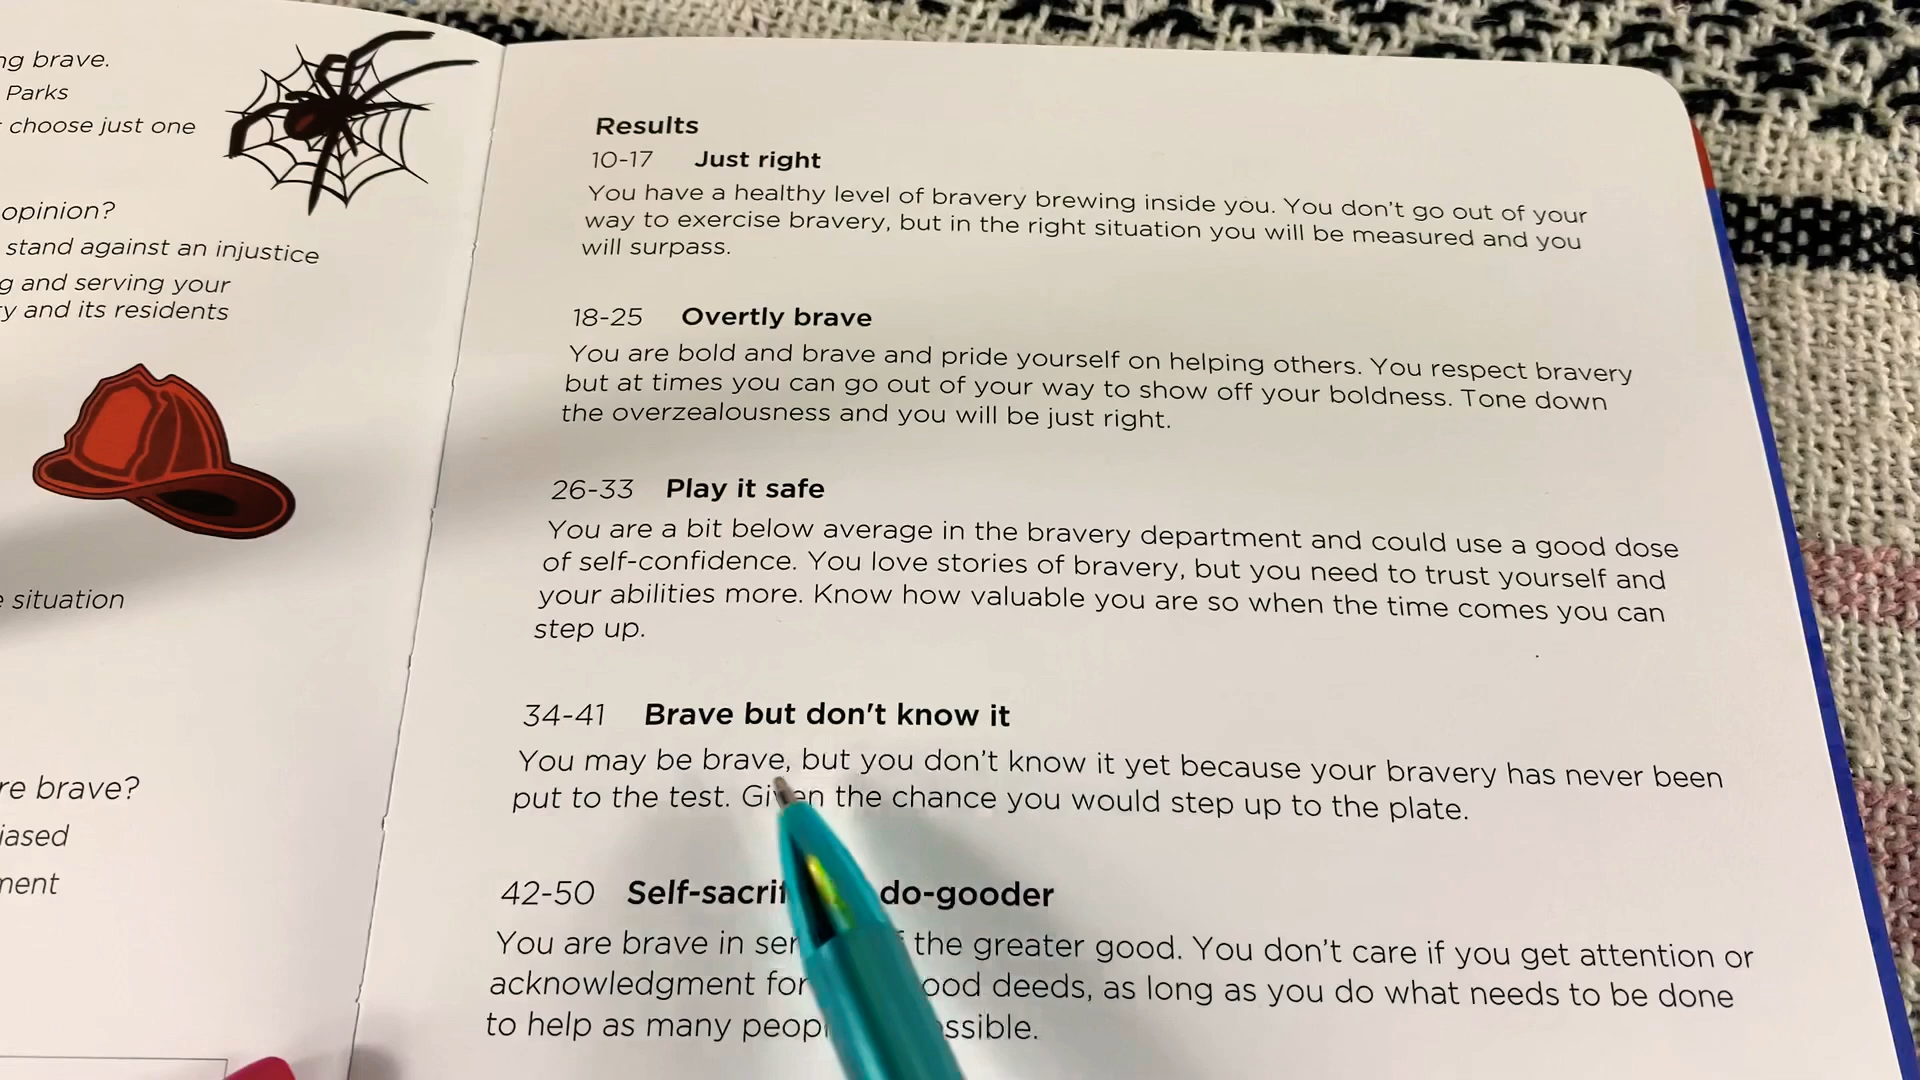 ng brave.
Parks
choose just one
opinion?
stand against an injustice
g and serving your
y and its residents
situation
re brave?
iased
ment
Results
10-17 Just right
You have a healthy level of bravery brewing inside you. You don't go out of your
way to exercise bravery, but in the right situation you will be measured and you
will surpass.
18-25 Overtly brave
You are bold and brave and pride yourself on helping others. You respect bravery
but at times you can go out of your way to show off your boldness. Tone down
the overzealousness and you will be just right.
26-33 Play it safe
You are a bit below average in the bravery department and could use a good dose
of self-confidence. You love stories of bravery, but you need to trust yourself and
your abilities more. Know how valuable you are so when the time comes you can
step up.
34-41 Brave but don't know it
You may be brave, but you don't know it yet because your bravery has never been
put to the test. Given the chance you would step up to the plate.
42-50 Self-sacrif do-gooder
You are brave in ser the greater good. You don't care if you get attention or
acknowledgment for ood deeds, as long as you do what needs to be done
to help as many peop ssible.